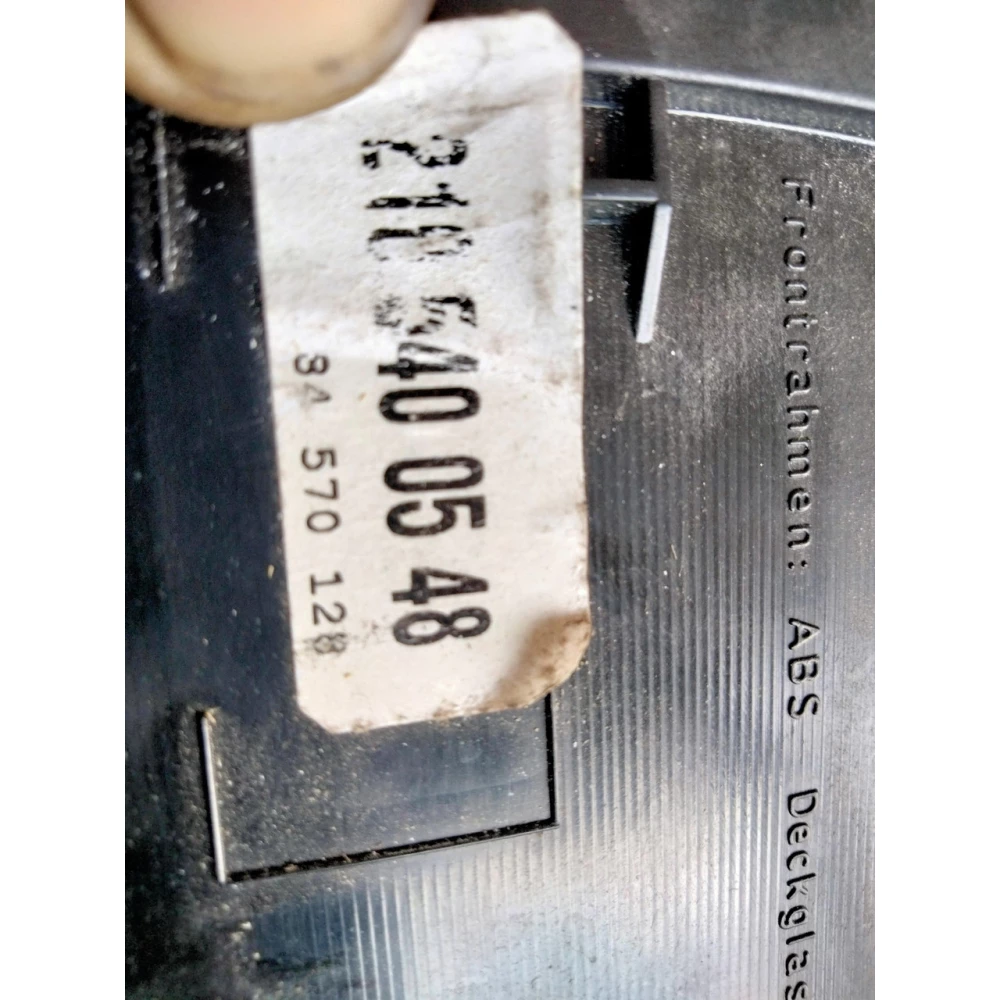 210 540 05 48
84 570 128
Frontrahmen: ABS Deckglas